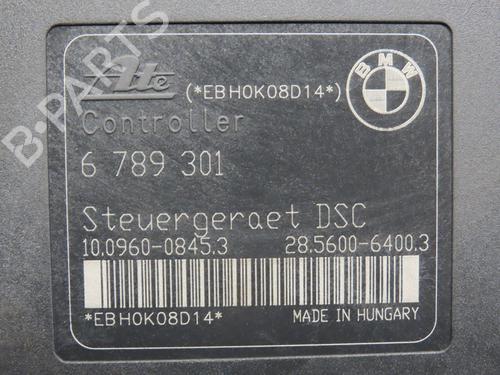 Ate (*EBH0K08D14*)
BMW
Controller
6 789 301
Steuergeraet DSC
10.0960-0845.3 28.5600-6400.3
*EBH0K08D14* MADE IN HUNGARY
B-PARTS